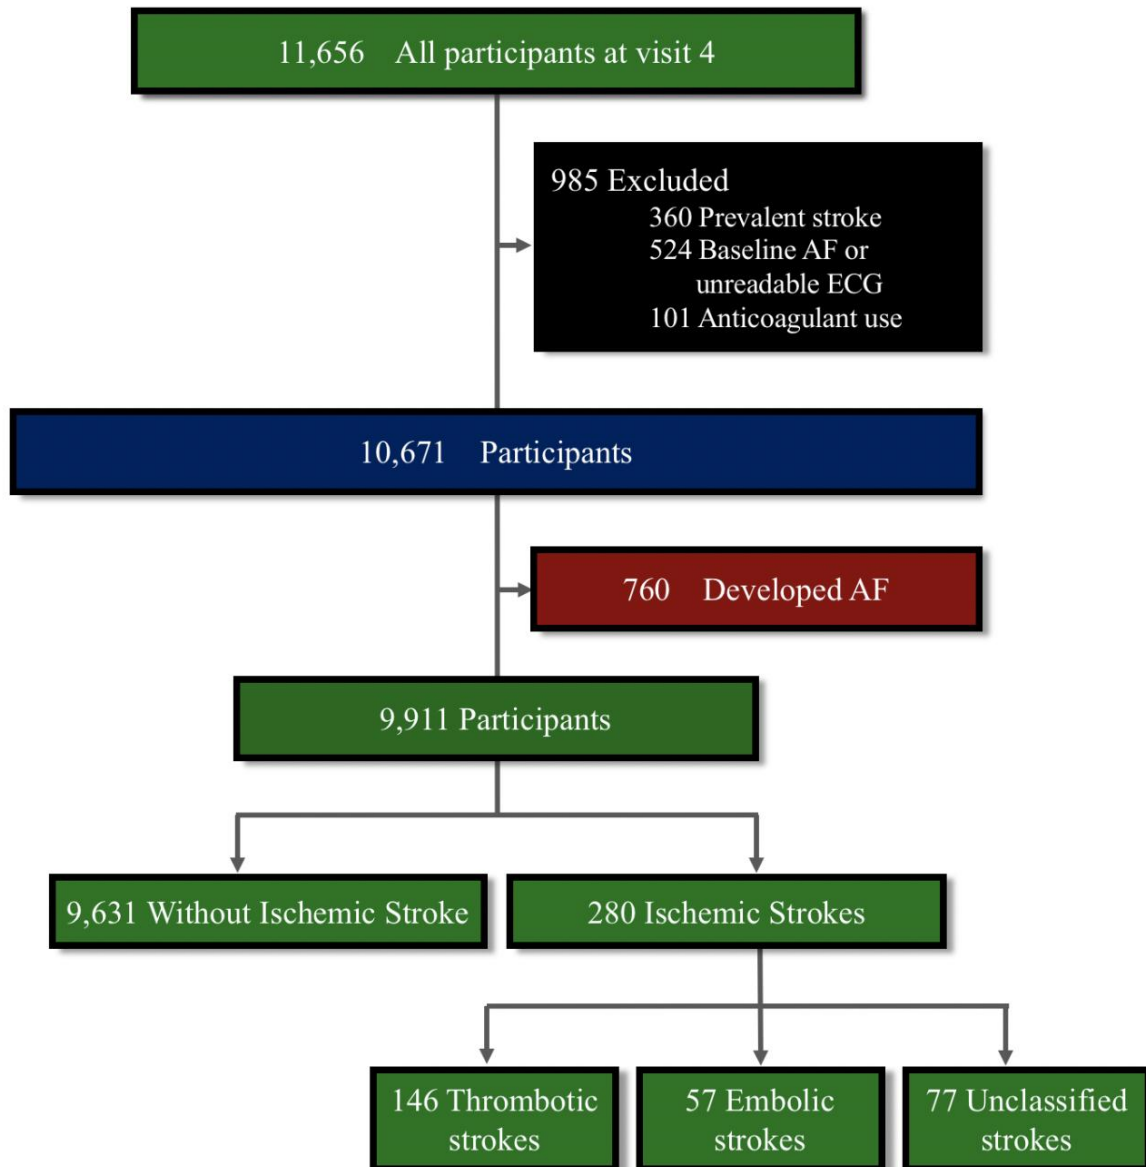 11,656 All participants at visit 4
985 Excluded
360 Prevalent stroke
524 Baseline AF or
unreadable ECG
101 Anticoagulant use
10,671 Participants
760 Developed AF
9,911 Participants
9,631 Without Ischemic Stroke
280 Ischemic Strokes
146 Thrombotic
strokes
57 Embolic
strokes
77 Unclassified
strokes